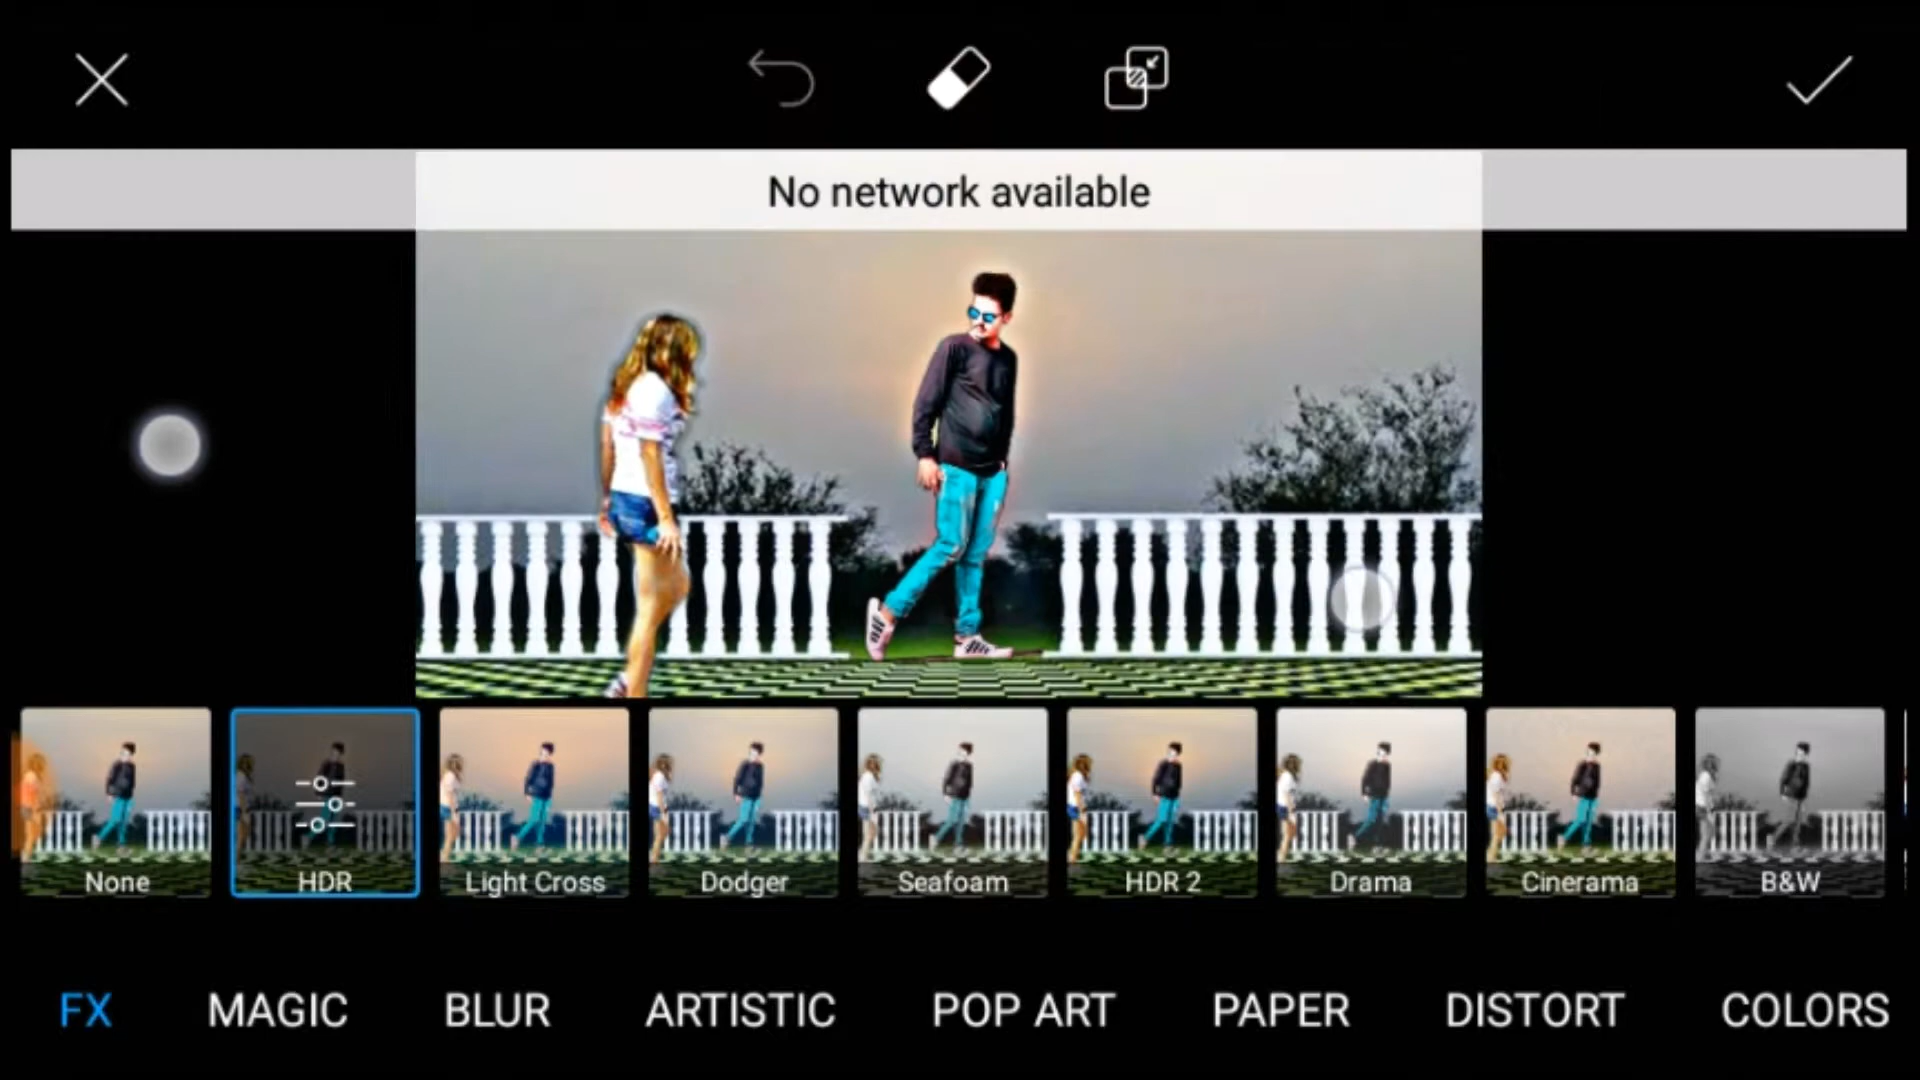 No network available
None
HDR
Light Cross
Dodger
Seafoam
HDR 2
Drama
Cinerama
B&W
FX
MAGIC
BLUR
ARTISTIC
POP ART
PAPER
DISTORT
COLORS